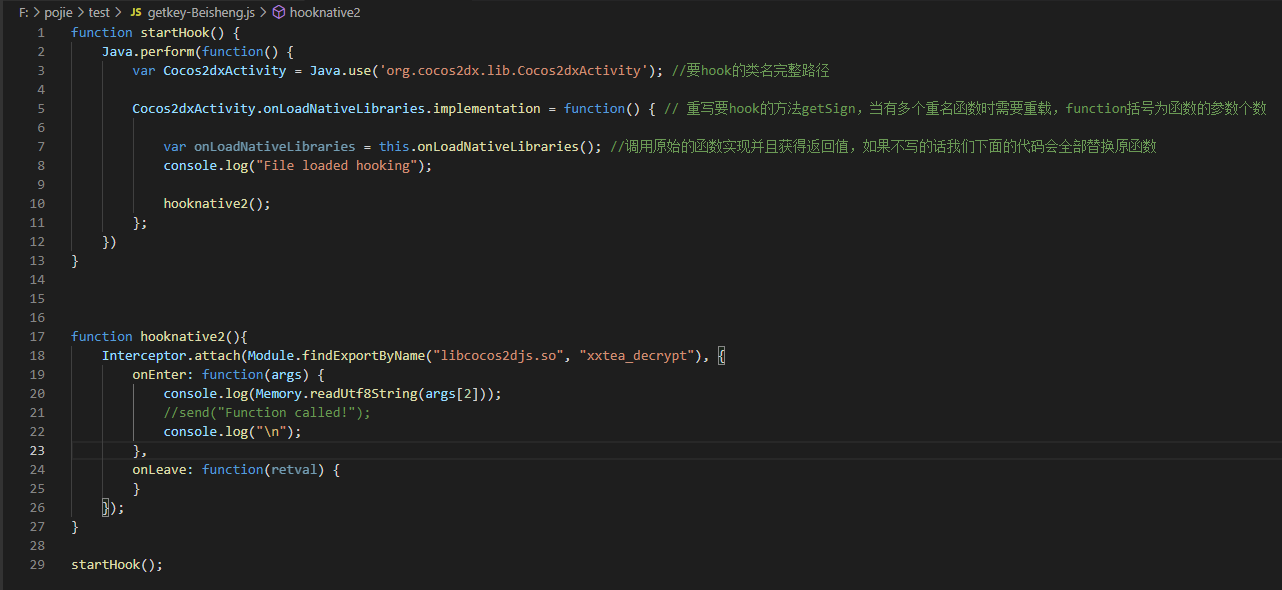 F: > pojie > test > JS getkey-Beisheng.js > hooknative2
1 function startHook() {
2 Java.perform(function() {
3 var Cocos2dxActivity = Java.use('org.cocos2dx.lib.Cocos2dxActivity'); //要hook的类名完整路径
4
5 Cocos2dxActivity.onLoadNativeLibraries.implementation = function() { // 重写要hook的方法getSign，当有多个重名函数时需要重载，function括号为函数的参数个数
6
7 var onLoadNativeLibraries = this.onLoadNativeLibraries(); //调用原始的函数实现并且获得返回值，如果不写的话我们下面的代码会全部替换原函数
8 console.log("File loaded hooking");
9
10 hooknative2();
11 };
12 })
13 }
14
15
16
17 function hooknative2(){
18 Interceptor.attach(Module.findExportByName("libcocos2djs.so", "xxtea_decrypt"), {
19 onEnter: function(args) {
20 console.log(Memory.readUtf8String(args[2]));
21 //send("Function called!");
22 console.log("\n");
23 },
24 onLeave: function(retval) {
25 }
26 });
27 }
28
29 startHook();